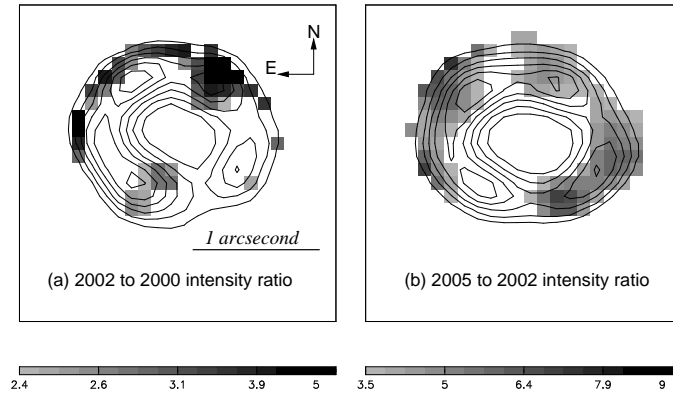 N
E
1 arcsecond
(a) 2002 to 2000 intensity ratio
(b) 2005 to 2002 intensity ratio
2.4 2.6 3.1 3.9 5
3.5 5 6.4 7.9 9